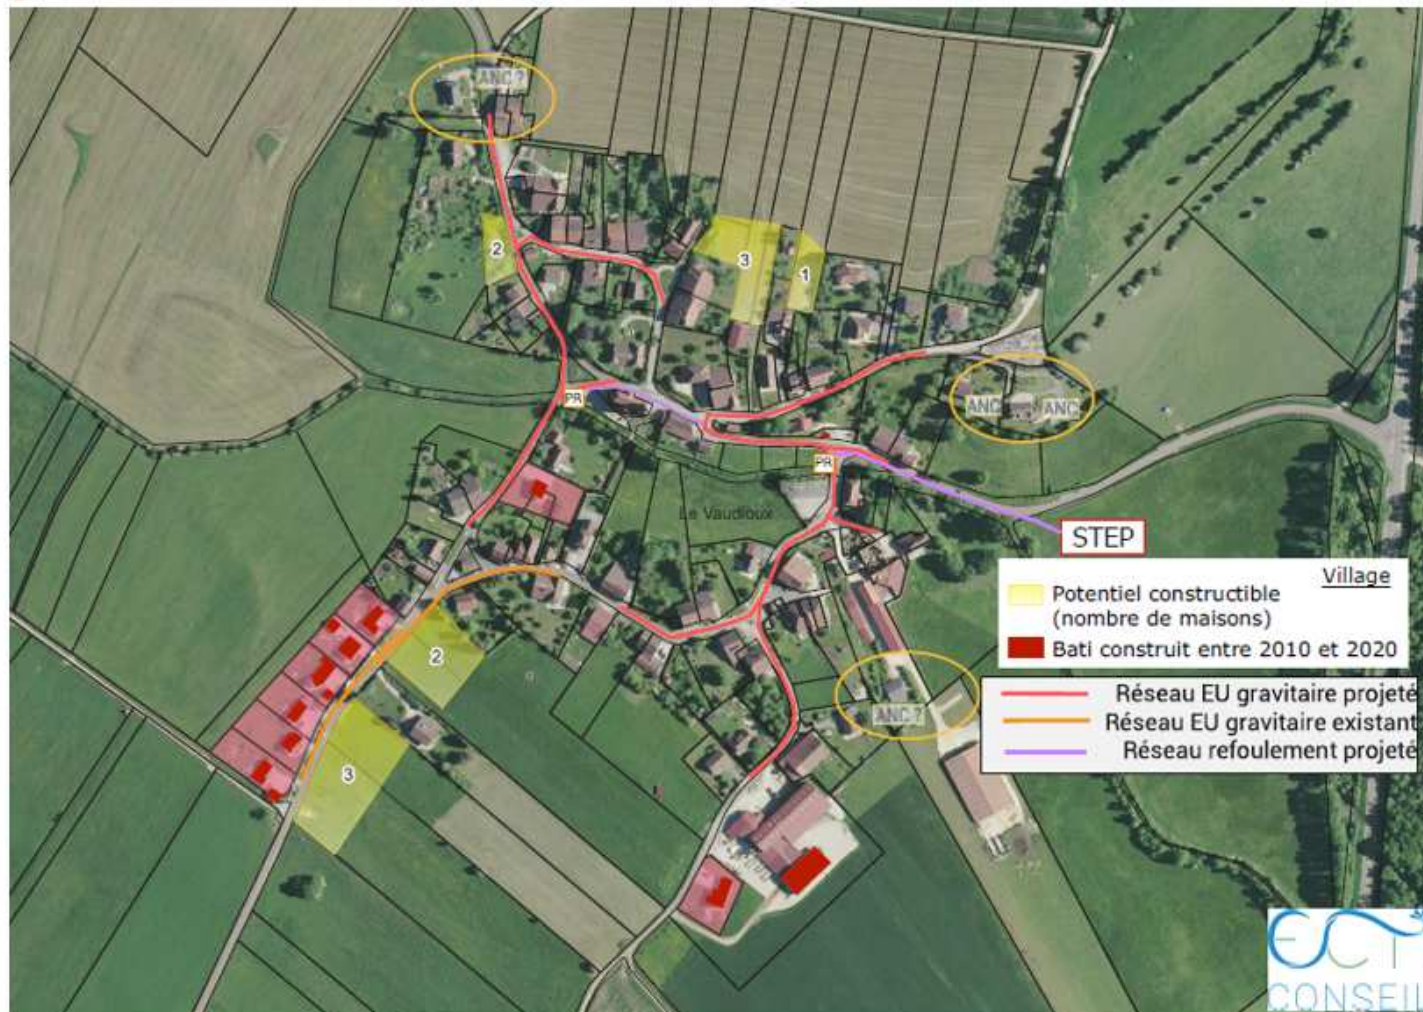 ANC ?
2
3
1
ANC
ANC
PR
PR
Le Vaudioux
STEP
Village
Potentiel constructible
(nombre de maisons)
Bati construit entre 2010 et 2020
2
ANC ?
Réseau EU gravitaire projeté
Réseau EU gravitaire existant
Réseau refoulement projeté
3
ECT
CONSEIL